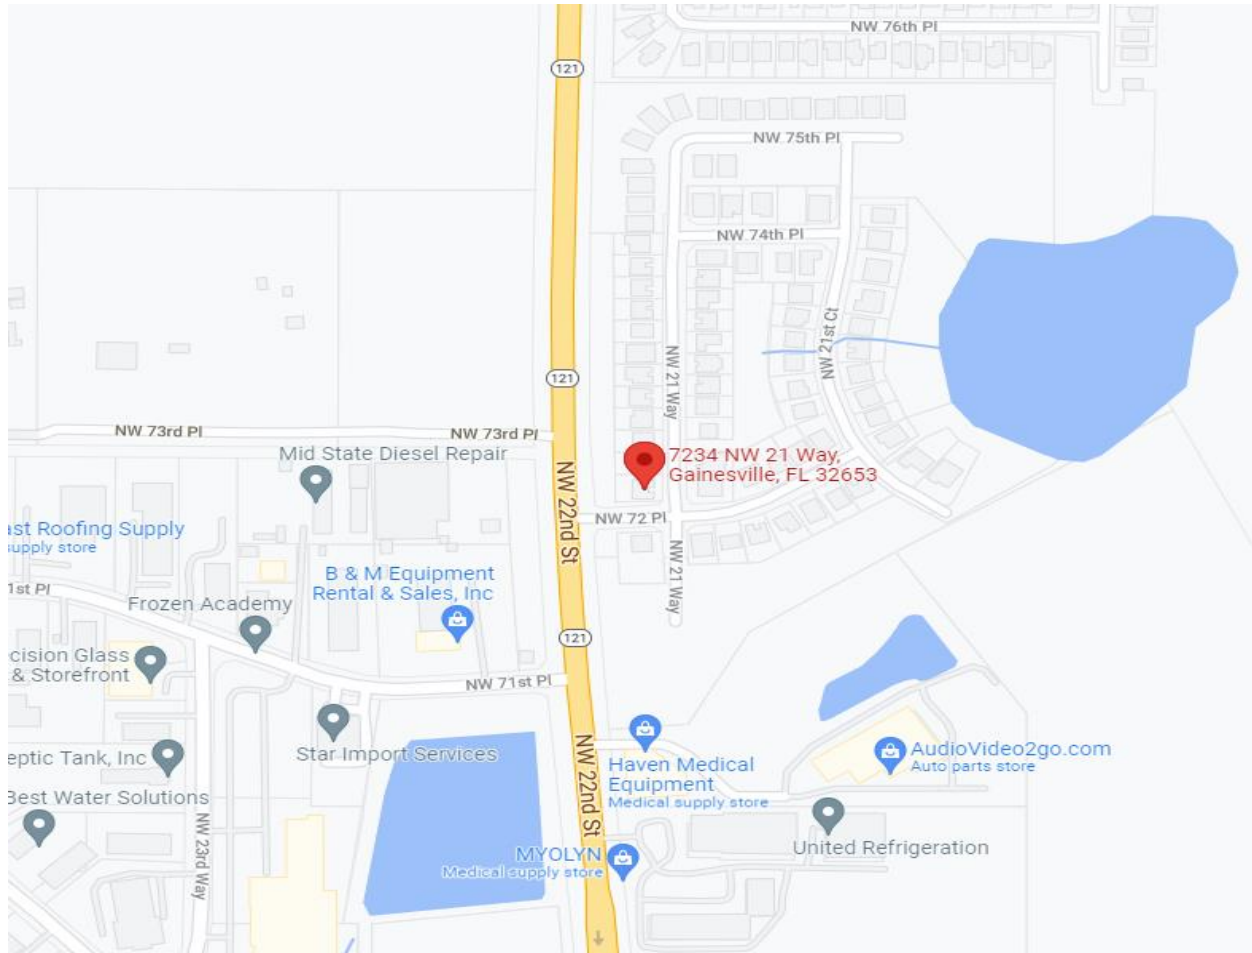 NW 76th Pl
121
NW 75th Pl
NW 74th Pl
NW 21st Ct
NW 21 Way
121
NW 73rd Pl
NW 73rd Pl
Mid State Diesel Repair
7234 NW 21 Way,
Gainesville, FL 32653
NW 22nd St
NW 72 Pl
NW 21 Way
ast Roofing Supply
supply store
B & M Equipment
Rental & Sales, Inc
1st Pl
Frozen Academy
121
cision Glass
& Storefront
NW 71st Pl
Star Import Services
NW 22nd St
Haven Medical
Equipment
Medical supply store
AudioVideo2go.com
Auto parts store
eptic Tank, Inc
Best Water Solutions
NW 23rd Way
United Refrigeration
MYOLYN
Medical supply store